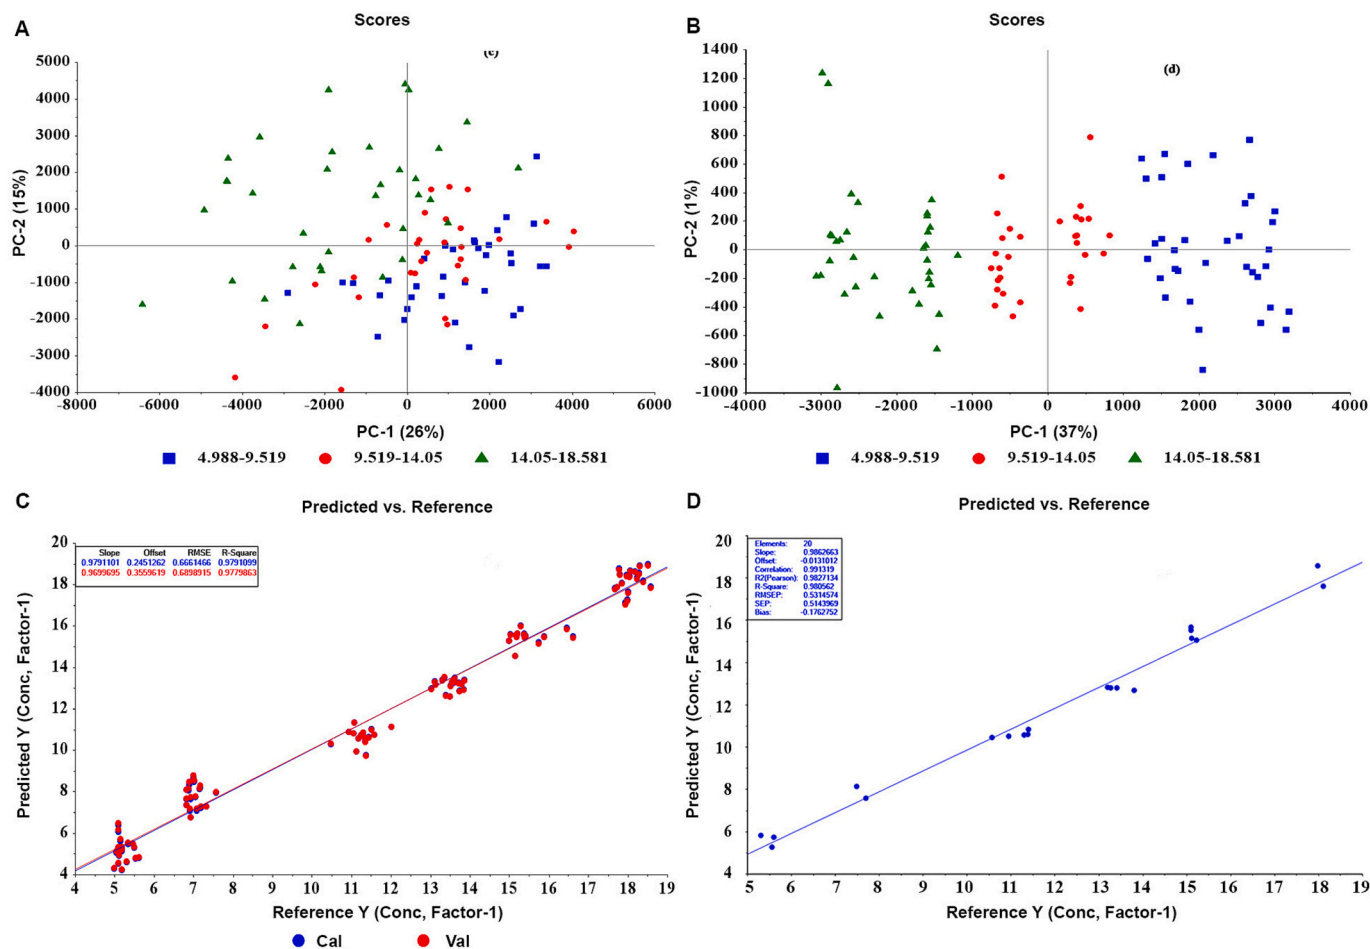 A
Scores
(c)
5000
4000
3000
2000
1000
0
-1000
-2000
-3000
-4000
PC-2 (15%)
-8000 -6000 -4000 -2000 0 2000 4000 6000
PC-1 (26%)
4.988-9.519 9.519-14.05 14.05-18.581
B
Scores
(d)
1400
1200
1000
800
600
400
200
0
-200
-400
-600
-800
-1000
PC-2 (1%)
-4000 -3000 -2000 -1000 0 1000 2000 3000 4000
PC-1 (37%)
4.988-9.519 9.519-14.05 14.05-18.581
C
Predicted vs. Reference
Slope Offset RMSE R-Square
0.9791101 0.2451262 0.6661466 0.9791099
0.9699695 0.3559619 0.6898915 0.9779863
20
18
16
14
12
10
8
6
4
Predicted Y (Conc, Factor-1)
4 5 6 7 8 9 10 11 12 13 14 15 16 17 18 19
Reference Y (Conc, Factor-1)
Cal Val
D
Predicted vs. Reference
Elements: 20
Slope: 0.9862663
Offset: -0.0131012
Correlation: 0.991319
R2(Pearson): 0.9827134
R-Square: 0.980562
RMSEP: 0.5314574
SEP: 0.5143969
Bias: -0.1762752
20
18
16
14
12
10
8
6
4
Predicted Y (Conc, Factor-1)
5 6 7 8 9 10 11 12 13 14 15 16 17 18 19
Reference Y (Conc, Factor-1)